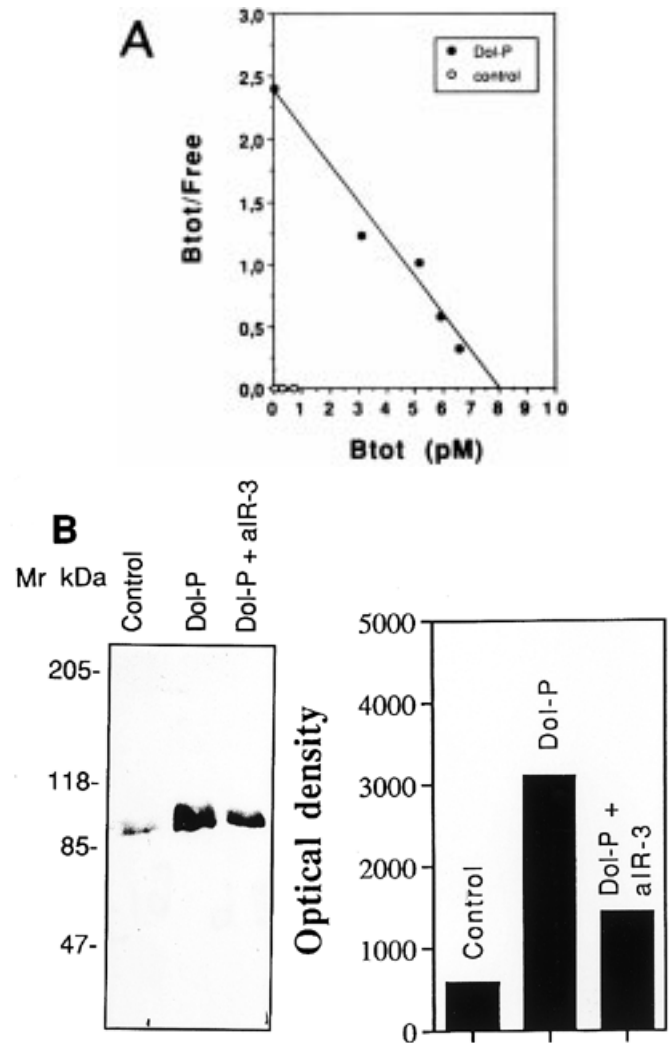 A
3,0
2,5
2,0
1,5
1,0
0,5
0,0
Btot/Free
Dol-P
control
0 1 2 3 4 5 6 7 8 9 10
Btot (pM)
B
Mr kDa
Control
Dol-P
Dol-P + aIR-3
205-
118-
85-
47-
Optical density
5000
4000
3000
2000
1000
0
Control
Dol-P
Dol-P +
aIR-3